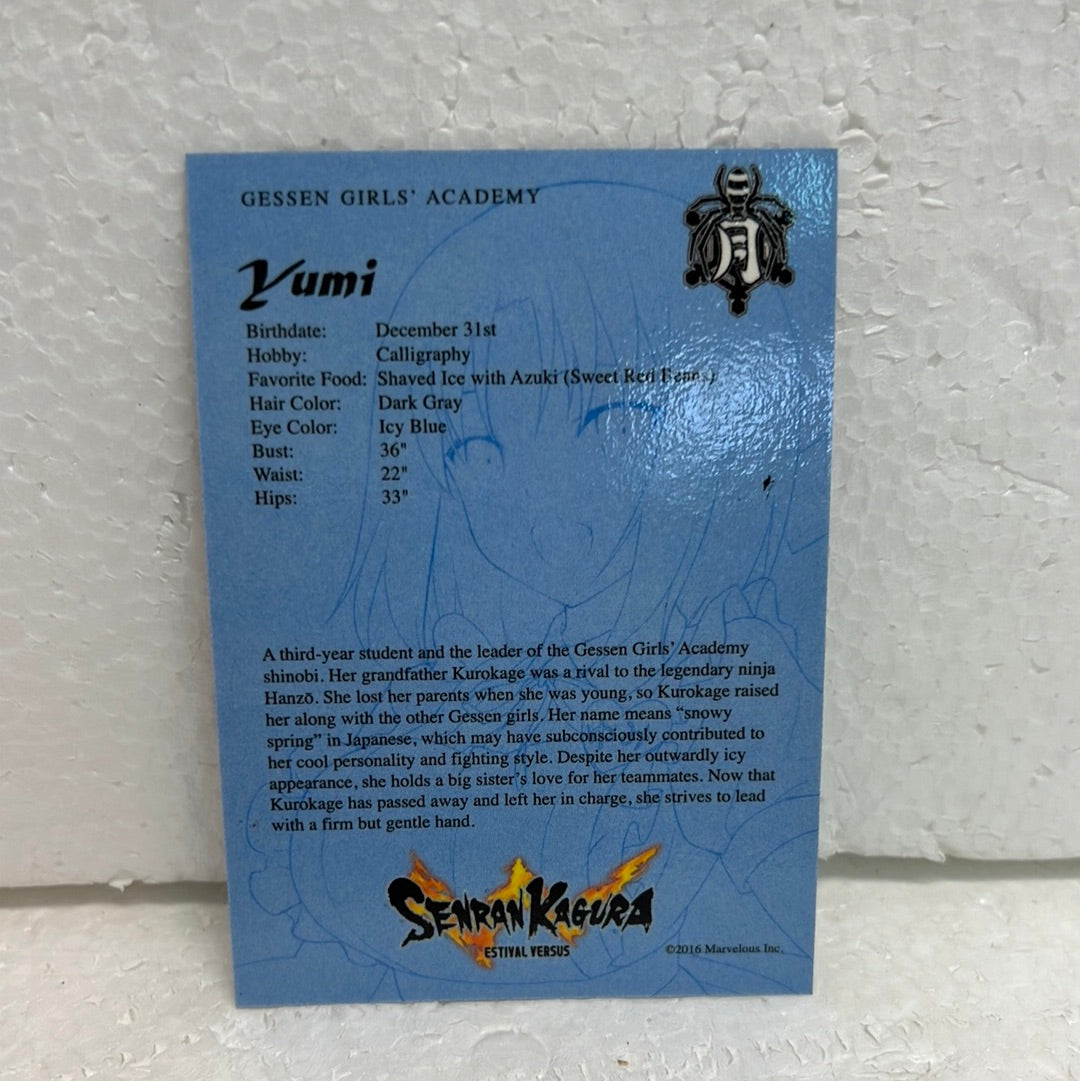 GESSEN GIRLS' ACADEMY
月
Yumi
Birthdate: December 31st
Hobby: Calligraphy
Favorite Food: Shaved Ice with Azuki (Sweet Red Beans)
Hair Color: Dark Gray
Eye Color: Icy Blue
Bust: 36"
Waist: 22"
Hips: 33"
A third-year student and the leader of the Gessen Girls' Academy
shinobi. Her grandfather Kurokage was a rival to the legendary ninja
Hanzō. She lost her parents when she was young, so Kurokage raised
her along with the other Gessen girls. Her name means “snowy
spring” in Japanese, which may have subconsciously contributed to
her cool personality and fighting style. Despite her outwardly icy
appearance, she holds a big sister's love for her teammates. Now that
Kurokage has passed away and left her in charge, she strives to lead
with a firm but gentle hand.
SENRAN KAGURA
ESTIVAL VERSUS
©2016 Marvelous Inc.